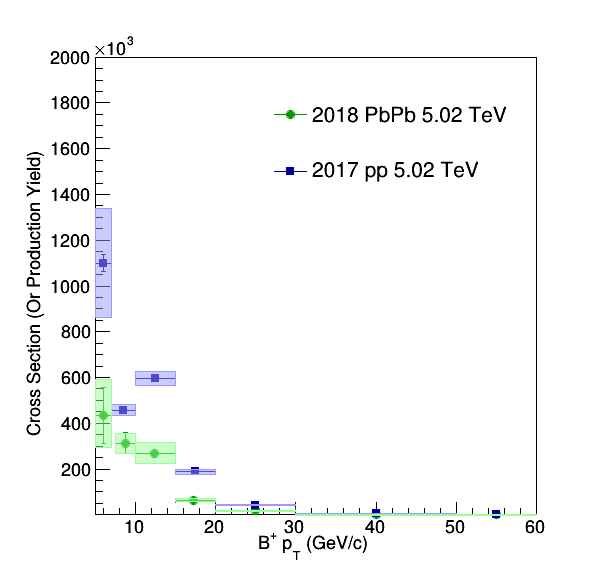 ×10³
2000
1800
1600
1400
1200
1000
800
600
400
200
Cross Section (Or Production Yield)
2018 PbPb 5.02 TeV
2017 pp 5.02 TeV
10 20 30 40 50 60
B⁺ p_T (GeV/c)